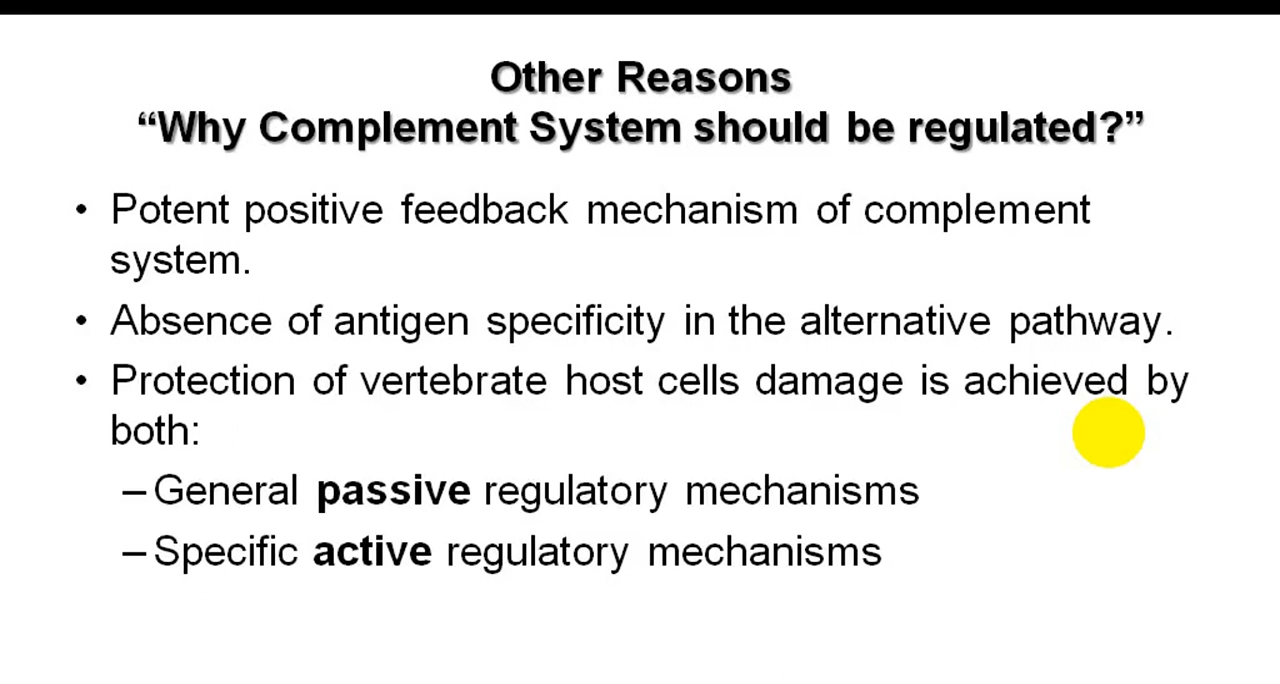 Other Reasons
“Why Complement System should be regulated?”
• Potent positive feedback mechanism of complement
system.
• Absence of antigen specificity in the alternative pathway.
• Protection of vertebrate host cells damage is achieved by
both:
– General passive regulatory mechanisms
– Specific active regulatory mechanisms